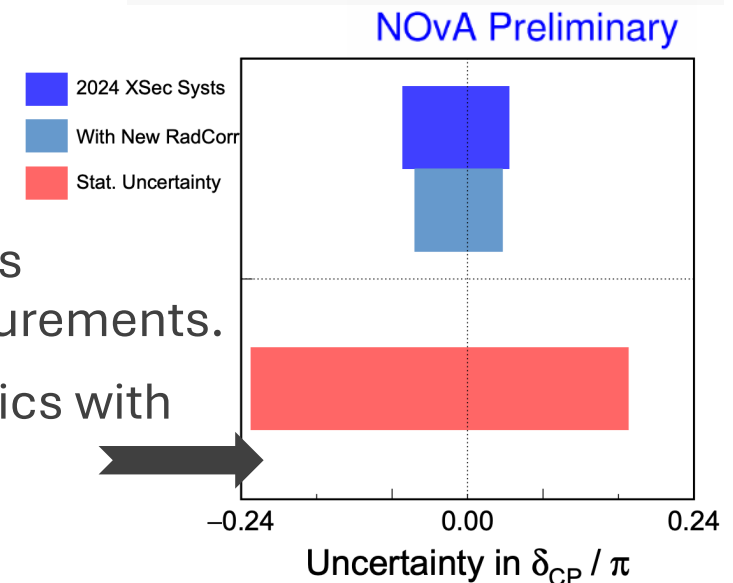 NOvA Preliminary
2024 XSec Systs
With New RadCorr
Stat. Uncertainty
s
urements.
ics with
−0.24 0.00 0.24
Uncertainty in δCP / π